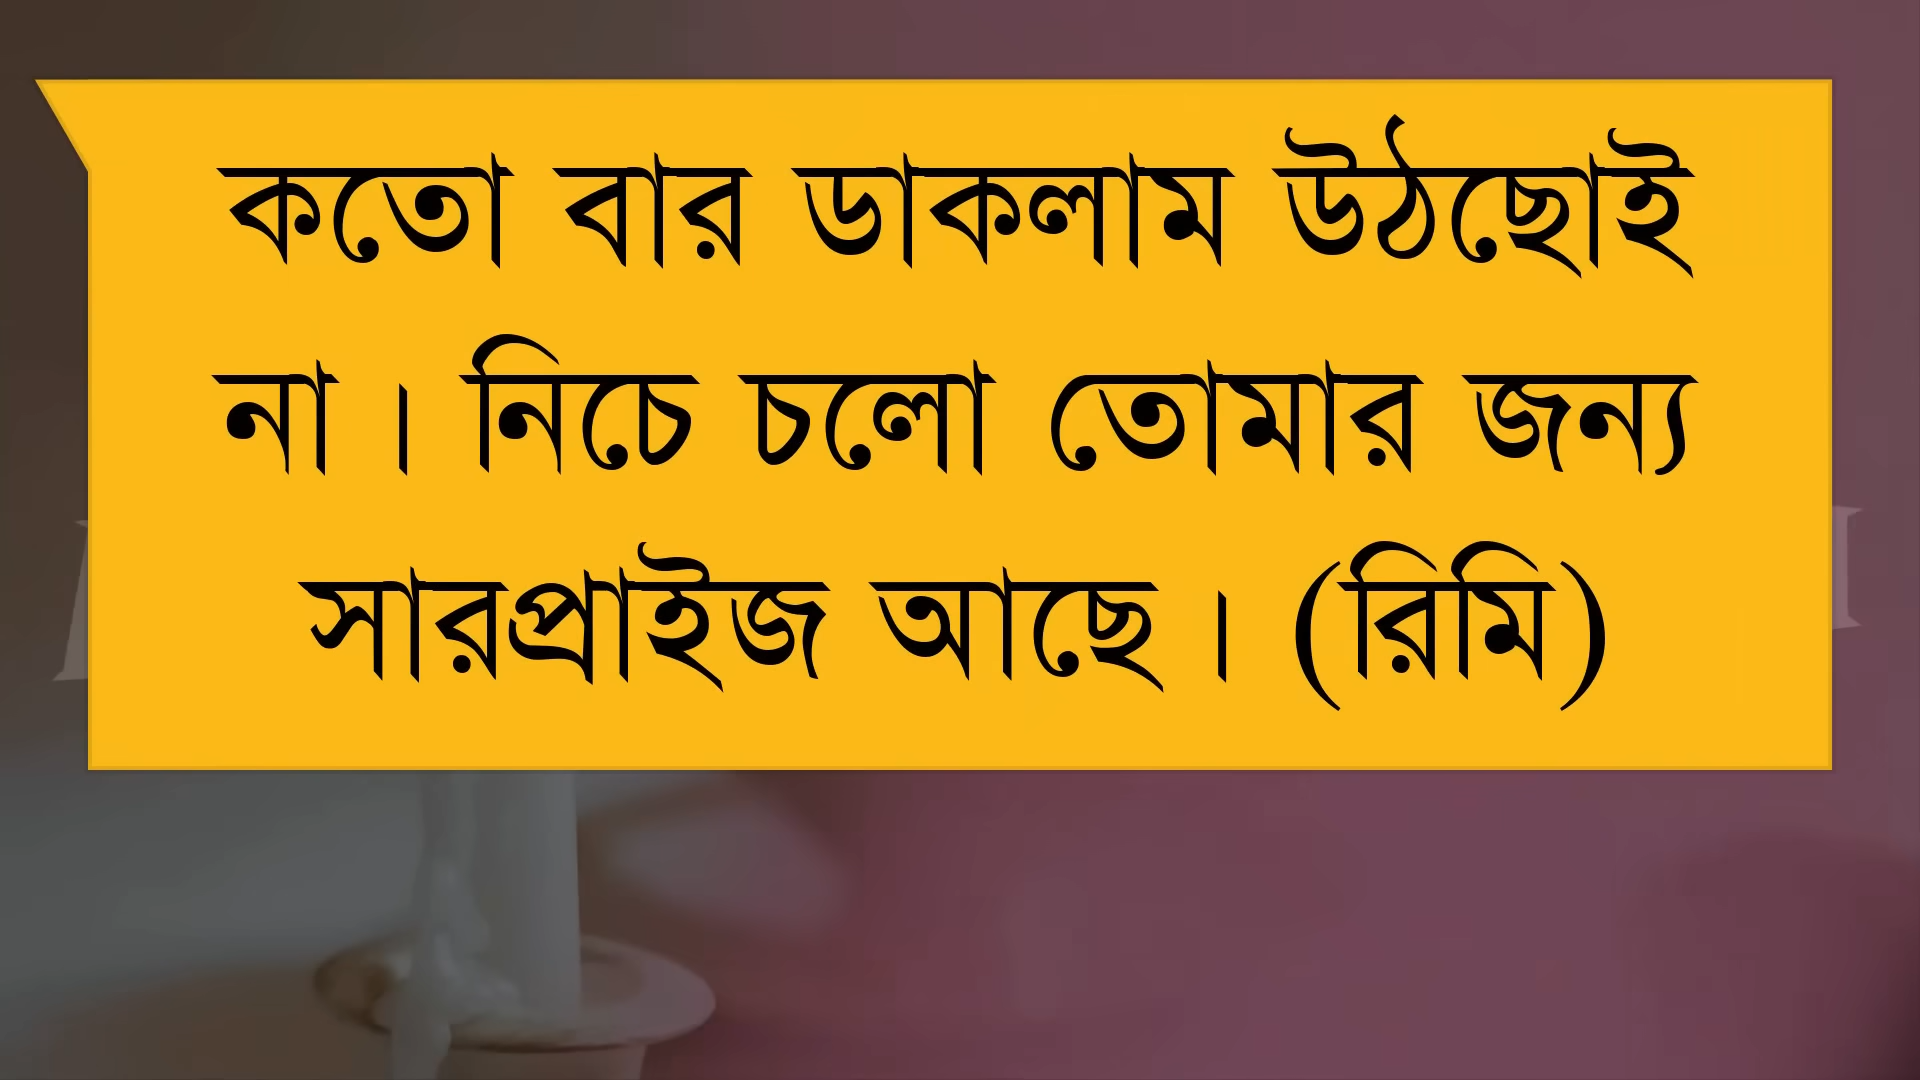 কতো বার ডাকলাম উঠছোই
না। নিচে চলো তোমার জন্য
সারপ্রাইজ আছে। (রিমি)